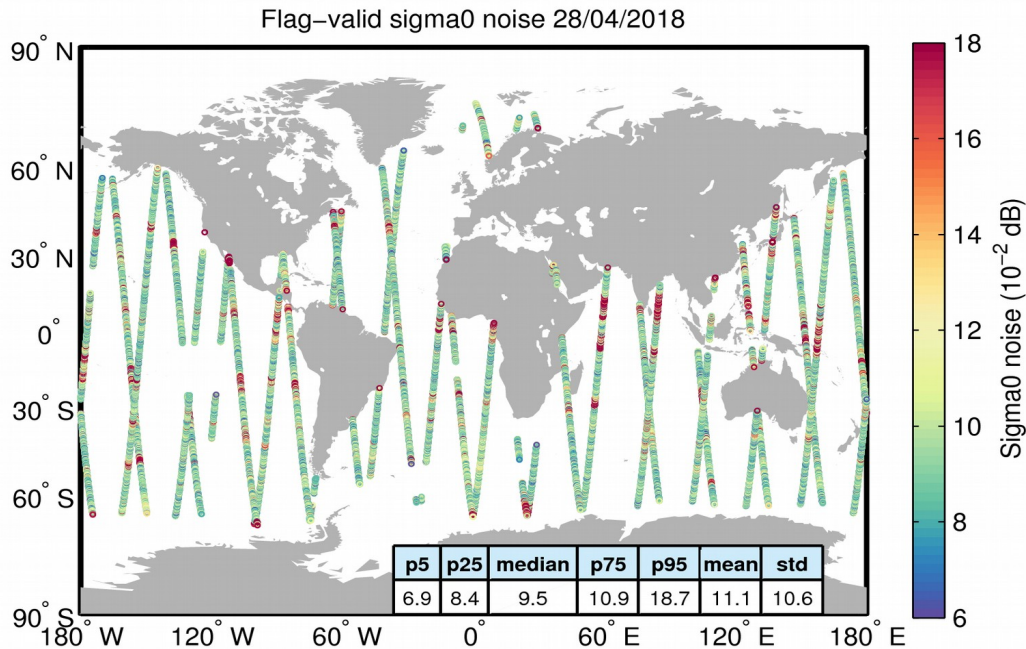 Flag−valid sigma0 noise 28/04/2018
90° N
60° N
30° N
0°
30° S
60° S
90° S
180° W
120° W
60° W
0°
60° E
120° E
180° E
p5 p25 median p75 p95 mean std
6.9 8.4 9.5 10.9 18.7 11.1 10.6
18
16
14
12
10
8
6
Sigma0 noise (10⁻² dB)